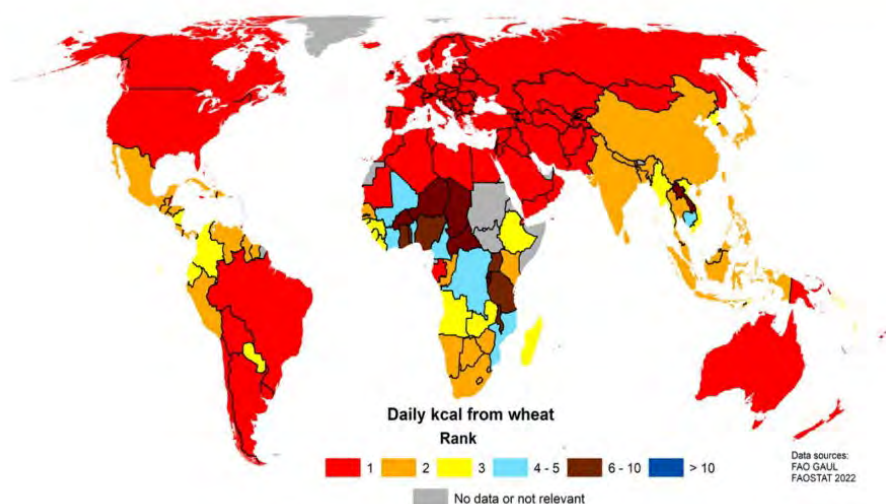 Daily kcal from wheat
Rank
1 2 3 4 - 5 6 - 10 > 10
No data or not relevant
Data sources:
FAO GAUL
FAOSTAT 2022